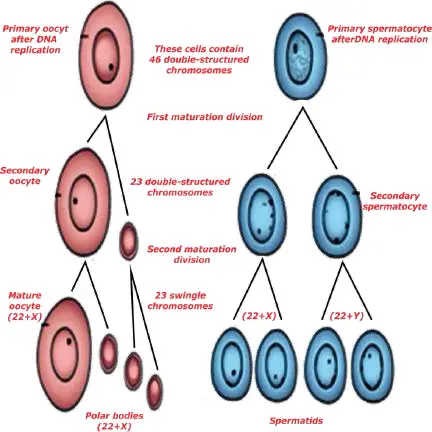 Primary oocyte
after DNA
replication
These cells contain
46 double-structured
chromosomes
Primary spermatocyte
afterDNA replication
First maturation division
Secondary
oocyte
23 double-structured
chromosomes
Secondary
spermatocyte
Second maturation
division
Mature
oocyte
(22+X)
23 swingle
chromosomes
(22+X)
(22+Y)
Polar bodies
(22+X)
Spermatids